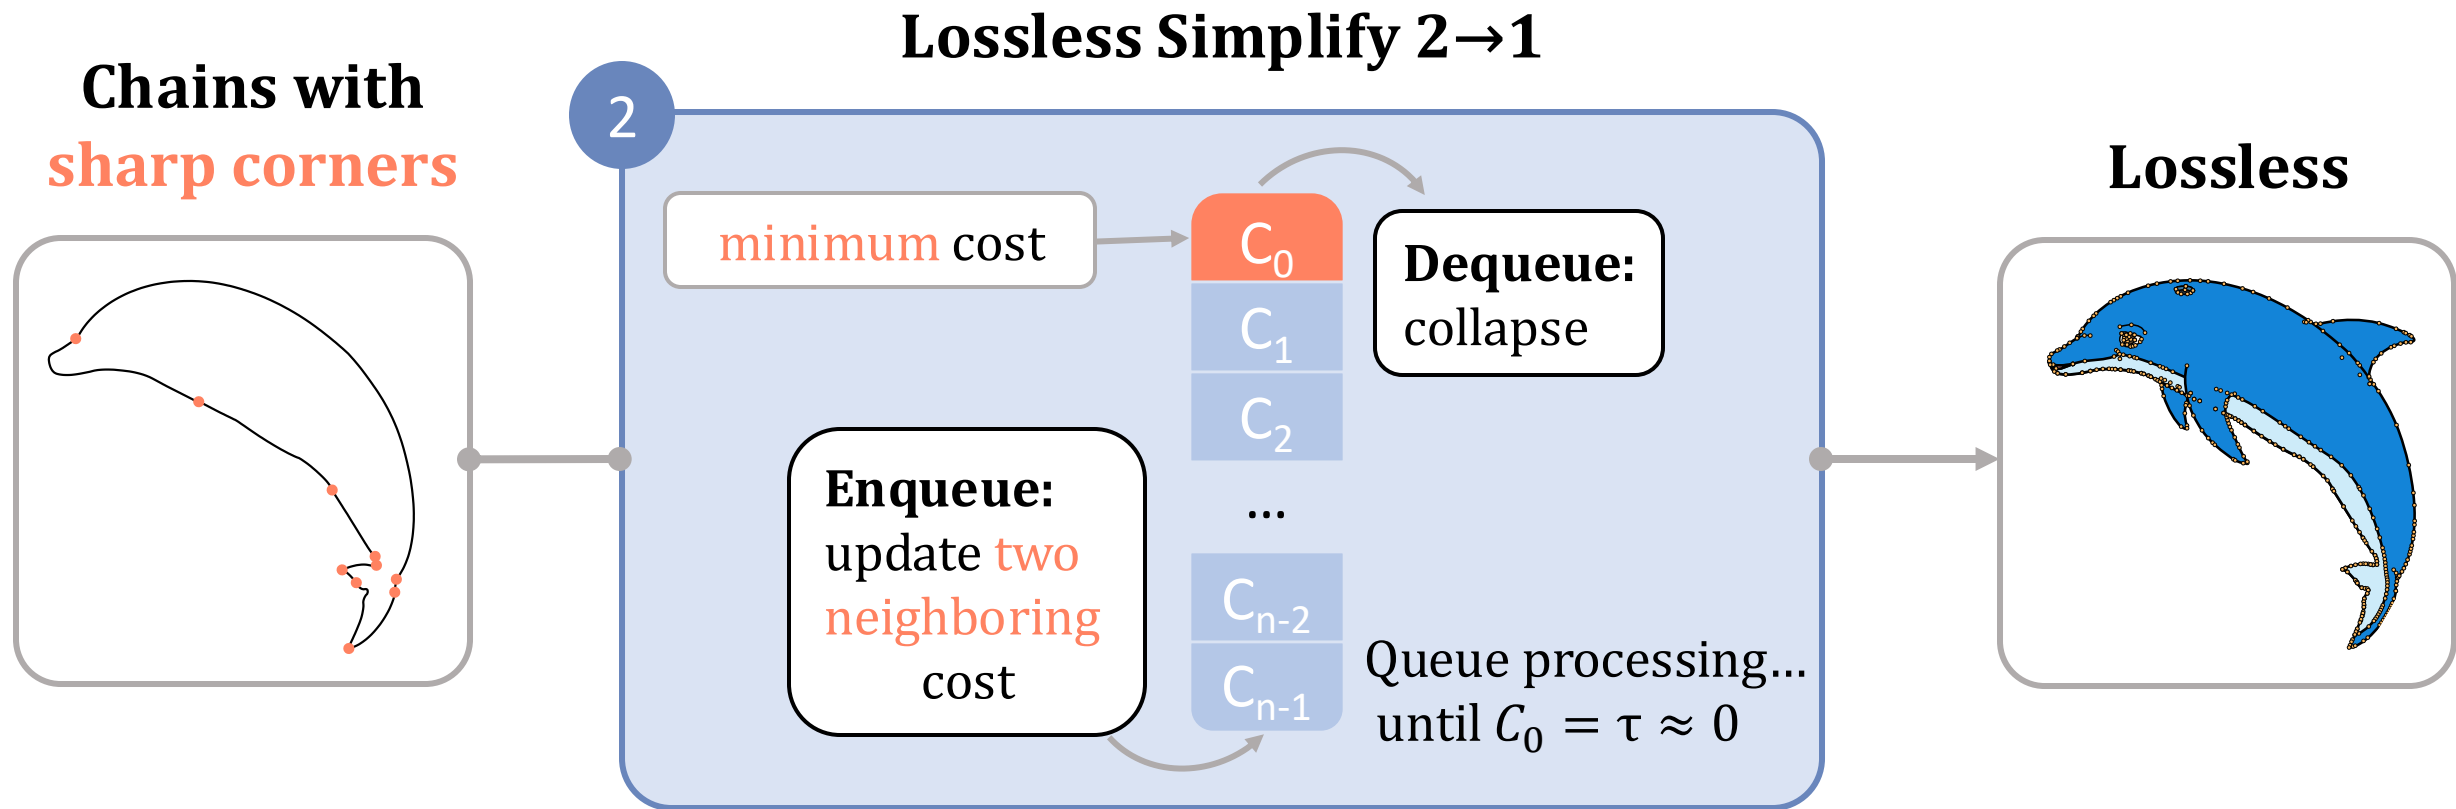 Lossless Simplify 2→1
Chains with
sharp corners
2
Lossless
minimum cost
C₀
C₁
C₂
...
Cₙ₋₂
Cₙ₋₁
Dequeue:
collapse
Enqueue:
update two
neighboring
cost
Queue processing...
until C₀ = τ ≈ 0